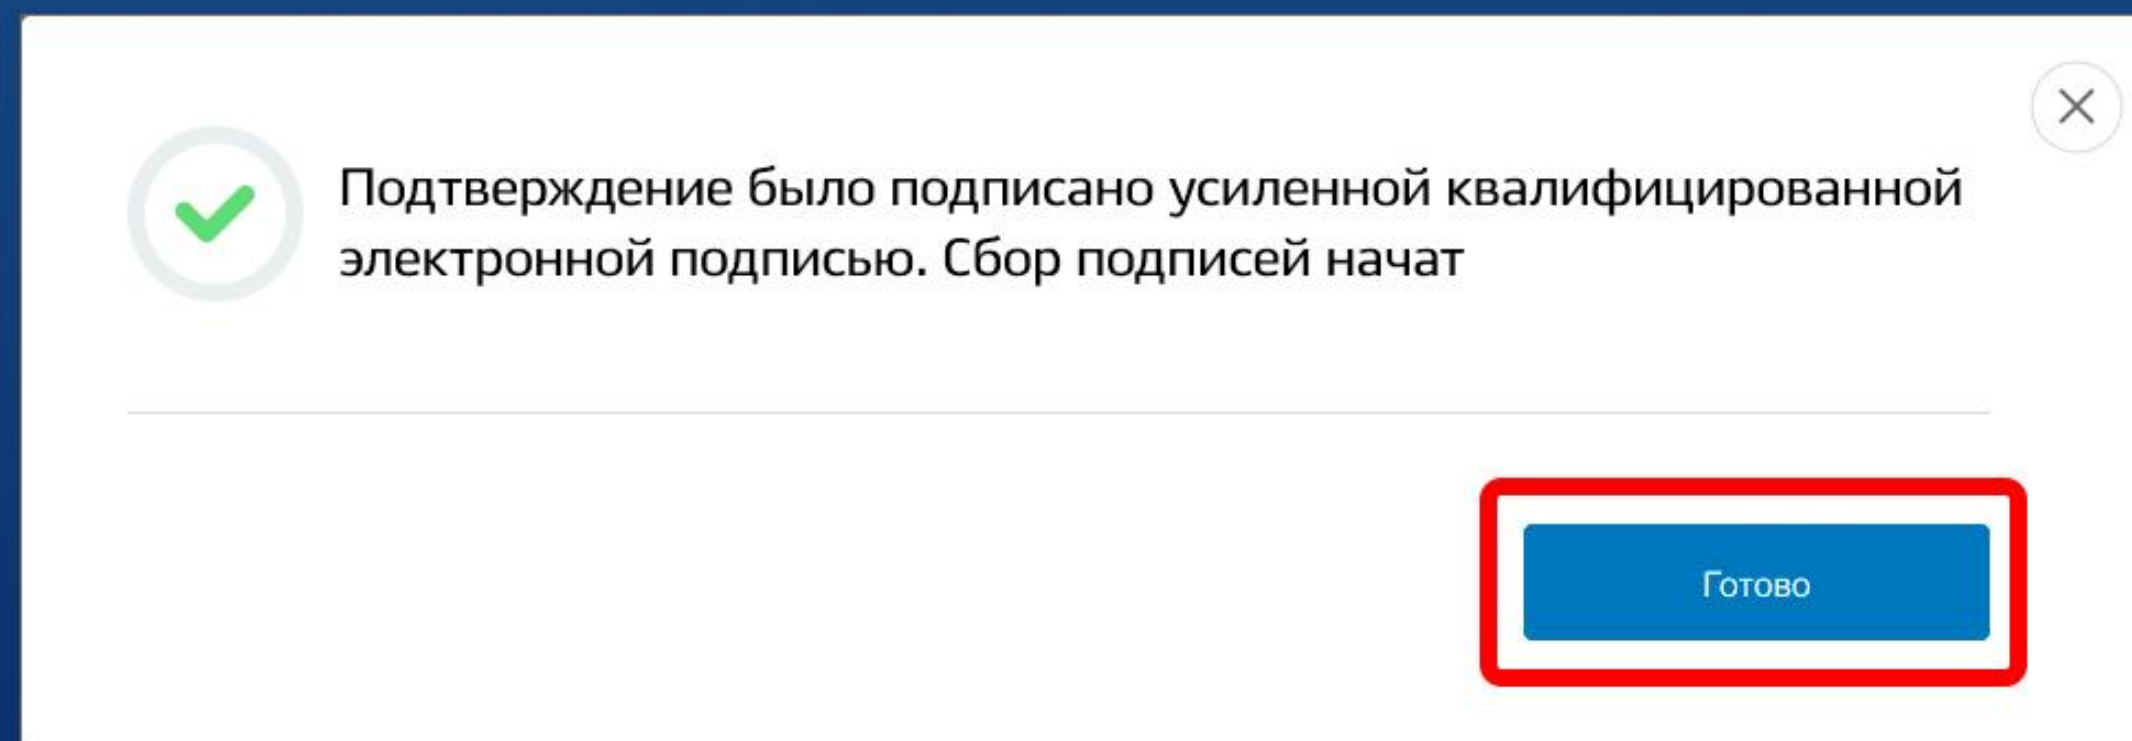 Подтверждение было подписано усиленной квалифицированной
электронной подписью. Сбор подписей начат
Готово